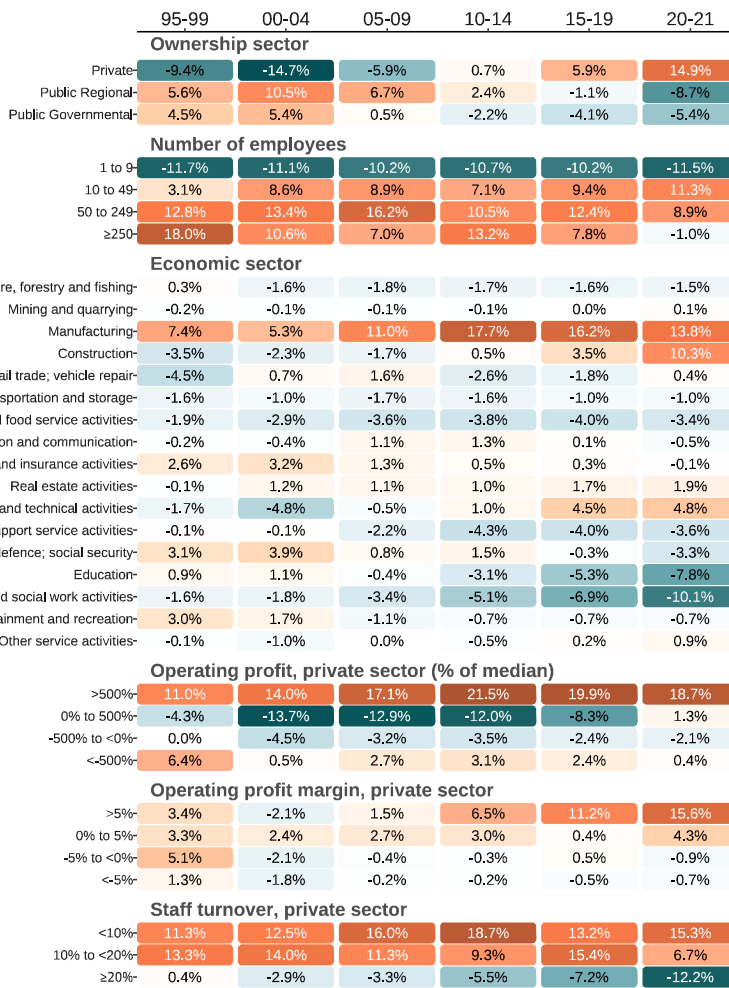 95-99 00-04 05-09 10-14 15-19 20-21
Ownership sector
Private -9.4% -14.7% -5.9% 0.7% 5.9% 14.9%
Public Regional 5.6% 10.5% 6.7% 2.4% -1.1% -8.7%
Public Governmental 4.5% 5.4% 0.5% -2.2% -4.1% -5.4%
Number of employees
1 to 9 -11.7% -11.1% -10.2% -10.7% -10.2% -11.5%
10 to 49 3.1% 8.6% 8.9% 7.1% 9.4% 11.3%
50 to 249 12.8% 13.4% 16.2% 10.5% 12.4% 8.9%
≥250 18.0% 10.6% 7.0% 13.2% 7.8% -1.0%
Economic sector
re, forestry and fishing 0.3% -1.6% -1.8% -1.7% -1.6% -1.5%
Mining and quarrying -0.2% -0.1% -0.1% -0.1% 0.0% 0.1%
Manufacturing 7.4% 5.3% 11.0% 17.7% 16.2% 13.8%
Construction -3.5% -2.3% -1.7% 0.5% 3.5% 10.3%
ail trade; vehicle repair -4.5% 0.7% 1.6% -2.6% -1.8% 0.4%
sportation and storage -1.6% -1.0% -1.7% -1.6% -1.0% -1.0%
d food service activities -1.9% -2.9% -3.6% -3.8% -4.0% -3.4%
on and communication -0.2% -0.4% 1.1% 1.3% 0.1% -0.5%
and insurance activities 2.6% 3.2% 1.3% 0.5% 0.3% -0.1%
Real estate activities -0.1% 1.2% 1.1% 1.0% 1.7% 1.9%
and technical activities -1.7% -4.8% -0.5% 1.0% 4.5% 4.8%
upport service activities -0.1% -0.1% -2.2% -4.3% -4.0% -3.6%
defence; social security 3.1% 3.9% 0.8% 1.5% -0.3% -3.3%
Education 0.9% 1.1% -0.4% -3.1% -5.3% -7.8%
d social work activities -1.6% -1.8% -3.4% -5.1% -6.9% -10.1%
ainment and recreation 3.0% 1.7% -1.1% -0.7% -0.7% -0.7%
Other service activities -0.1% -1.0% 0.0% -0.5% 0.2% 0.9%
Operating profit, private sector (% of median)
>500% 11.0% 14.0% 17.1% 21.5% 19.9% 18.7%
0% to 500% -4.3% -13.7% -12.9% -12.0% -8.3% 1.3%
-500% to <0% 0.0% -4.5% -3.2% -3.5% -2.4% -2.1%
<-500% 6.4% 0.5% 2.7% 3.1% 2.4% 0.4%
Operating profit margin, private sector
>5% 3.4% -2.1% 1.5% 6.5% 11.2% 15.6%
0% to 5% 3.3% 2.4% 2.7% 3.0% 0.4% 4.3%
-5% to <0% 5.1% -2.1% -0.4% -0.3% 0.5% -0.9%
<-5% 1.3% -1.8% -0.2% -0.2% -0.5% -0.7%
Staff turnover, private sector
<10% 11.3% 12.5% 16.0% 18.7% 13.2% 15.3%
10% to <20% 13.3% 14.0% 11.3% 9.3% 15.4% 6.7%
≥20% 0.4% -2.9% -3.3% -5.5% -7.2% -12.2%